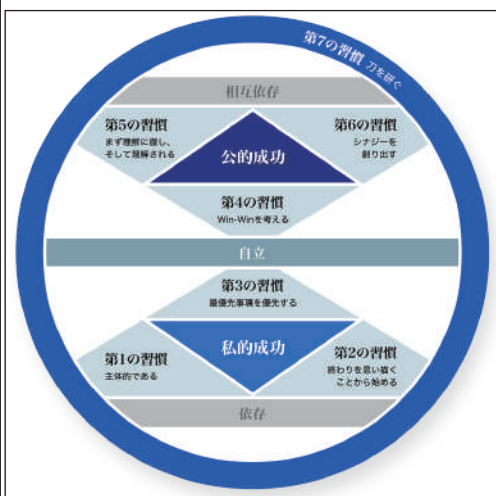 第7の習慣 刀を研ぐ
相互依存
第5の習慣
まず理解に徹し、
そして理解される
第6の習慣
シナジーを
創り出す
公的成功
第4の習慣
Win-Winを考える
自立
第3の習慣
最優先事項を優先する
私的成功
第1の習慣
主体的である
第2の習慣
終わりを思い描く
ことから始める
依存